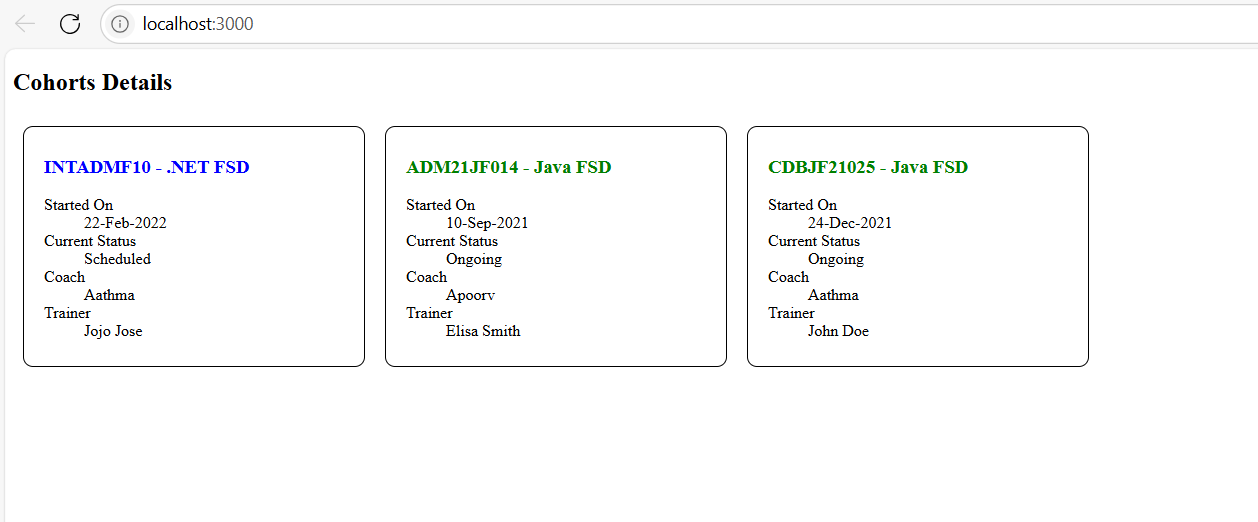 localhost:3000
Cohorts Details
INTADMF10 - .NET FSD
Started On
22-Feb-2022
Current Status
Scheduled
Coach
Aathma
Trainer
Jojo Jose
ADM21JF014 - Java FSD
Started On
10-Sep-2021
Current Status
Ongoing
Coach
Apoorv
Trainer
Elisa Smith
CDBJF21025 - Java FSD
Started On
24-Dec-2021
Current Status
Ongoing
Coach
Aathma
Trainer
John Doe